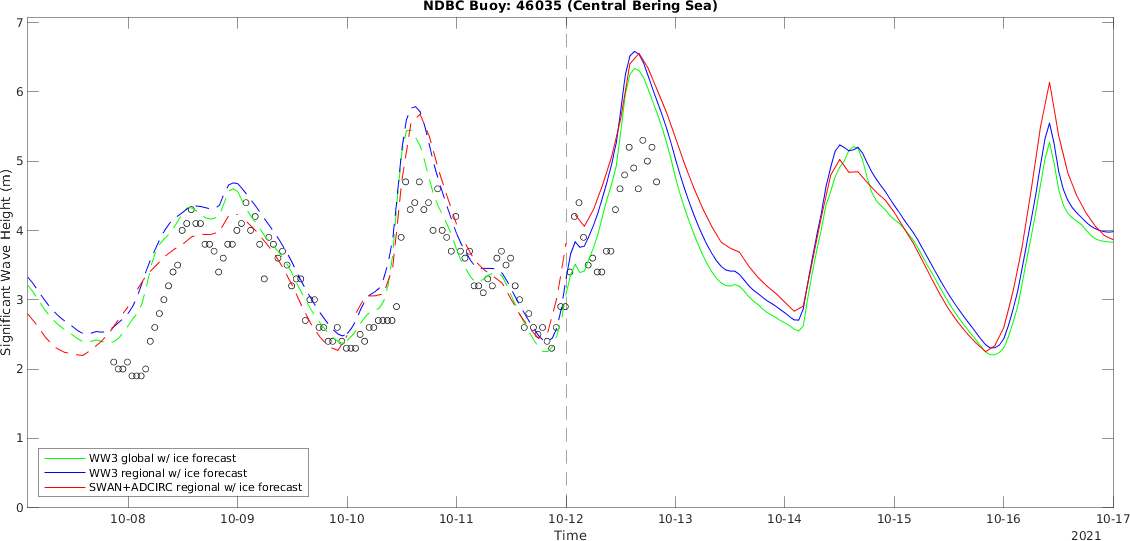 NDBC Buoy: 46035 (Central Bering Sea)
Significant Wave Height (m)
7
6
5
4
3
2
1
0
WW3 global w/ ice forecast
WW3 regional w/ ice forecast
SWAN+ADCIRC regional w/ ice forecast
10-08 10-09 10-10 10-11 10-12 10-13 10-14 10-15 10-16 10-17
Time
2021